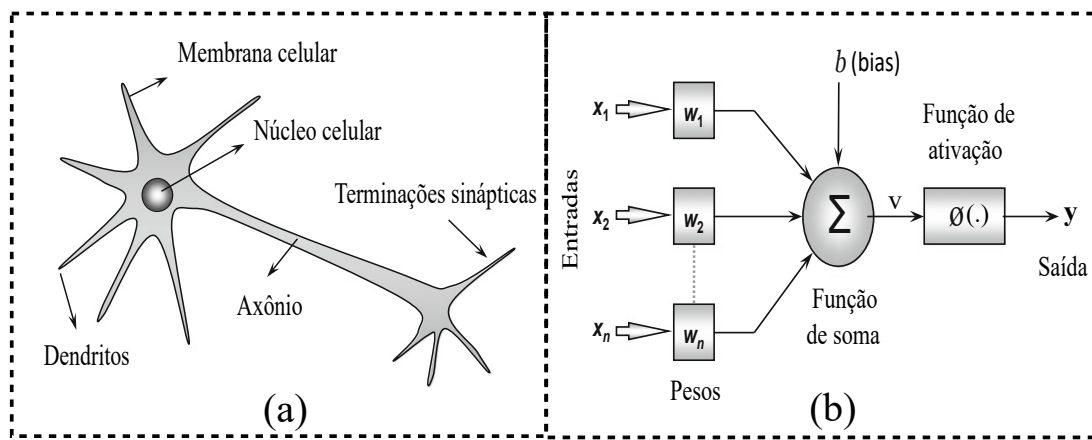 Membrana celular
Núcleo celular
Terminações sinápticas
Axônio
Dendritos
(a)
b (bias)
x1
w1
Função de
ativação
Entradas
x2
w2
Σ
v
Ø(.)
y
Saída
Função
de soma
xn
wn
Pesos
(b)